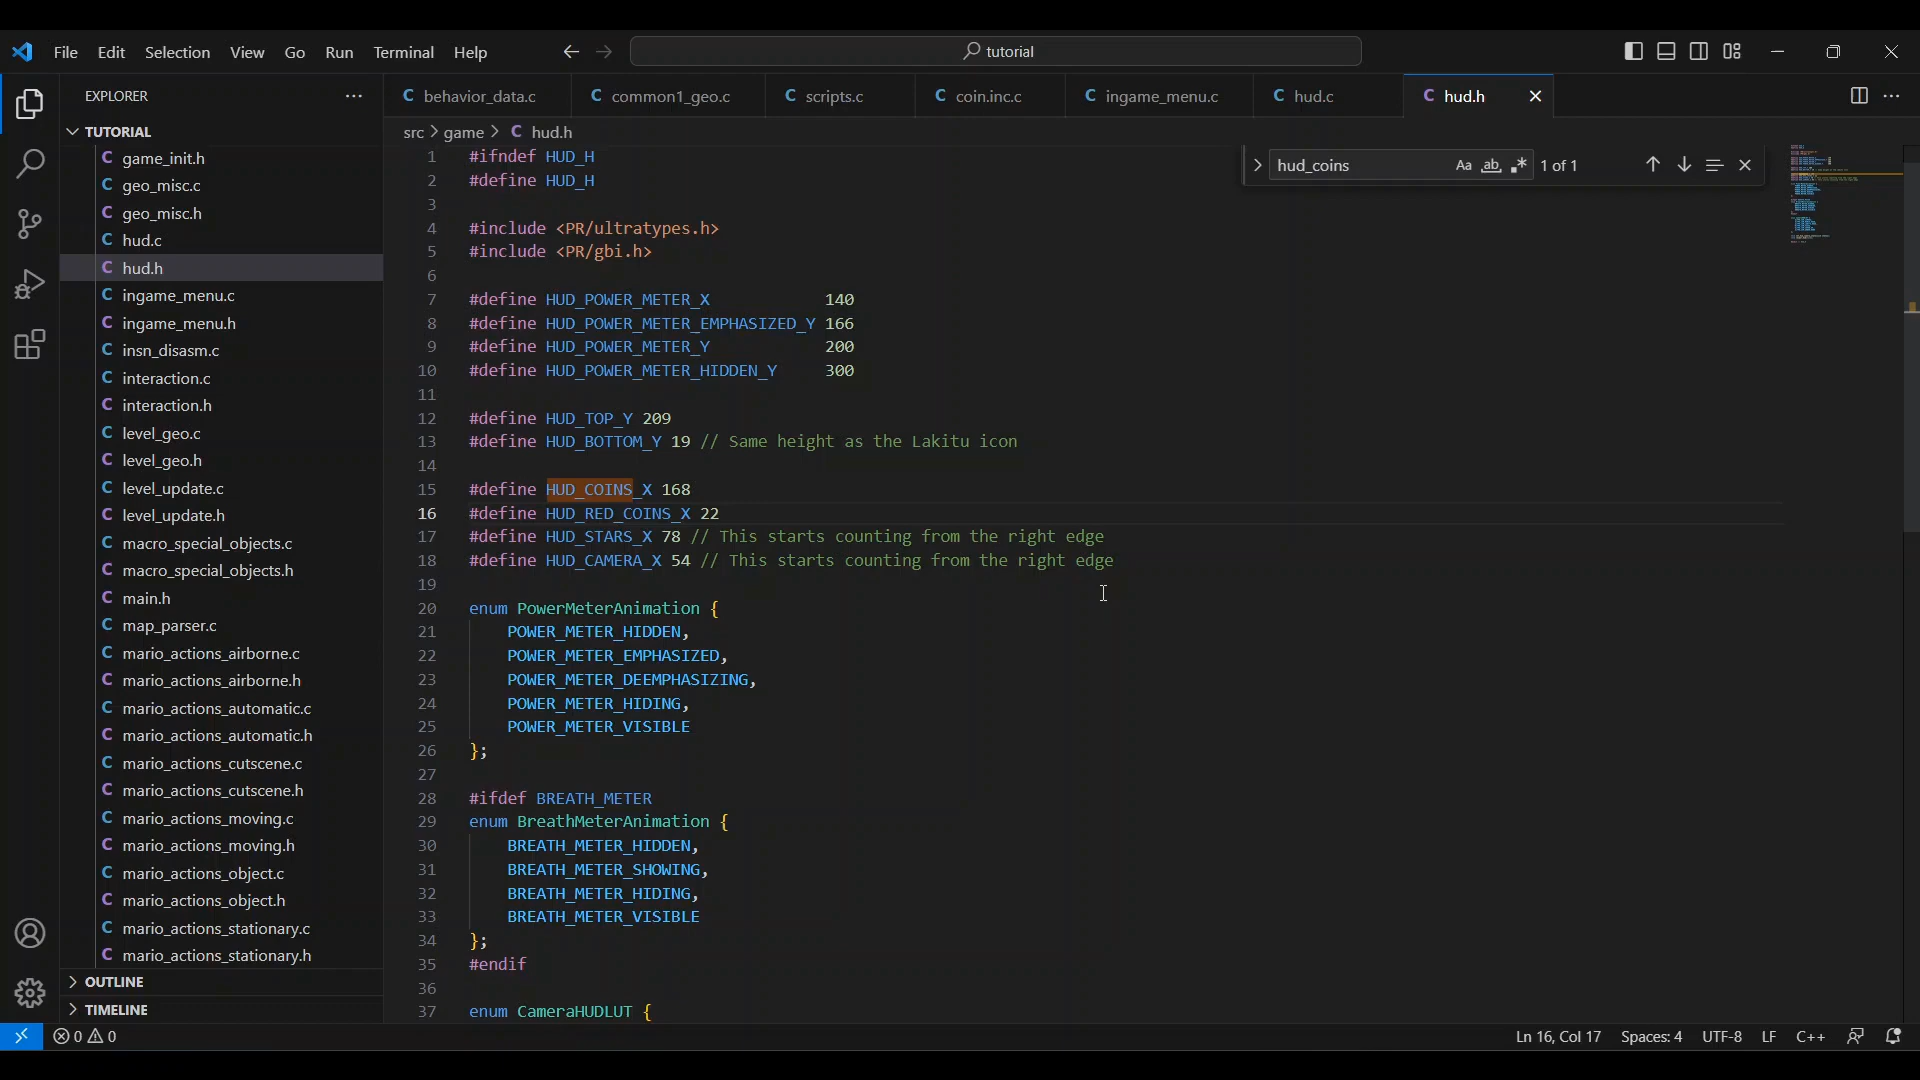 File Edit Selection View Go Run Terminal Help
tutorial
EXPLORER
behavior_data.c common1_geo.c scripts.c coin.inc.c ingame_menu.c hud.c hud.h
src > game > C hud.h
hud_coins Aa ab 1 of 1
TUTORIAL
C game_init.h
C geo_misc.c
C geo_misc.h
C hud.c
C hud.h
C ingame_menu.c
C ingame_menu.h
C insn_disasm.c
C interaction.c
C interaction.h
C level_geo.c
C level_geo.h
C level_update.c
C level_update.h
C macro_special_objects.c
C macro_special_objects.h
C main.h
C map_parser.c
C mario_actions_airborne.c
C mario_actions_airborne.h
C mario_actions_automatic.c
C mario_actions_automatic.h
C mario_actions_cutscene.c
C mario_actions_cutscene.h
C mario_actions_moving.c
C mario_actions_moving.h
C mario_actions_object.c
C mario_actions_object.h
C mario_actions_stationary.c
C mario_actions_stationary.h
OUTLINE
TIMELINE
1 #ifndef HUD_H
2 #define HUD_H
3
4 #include <PR/ultratypes.h>
5 #include <PR/gbi.h>
6
7 #define HUD_POWER_METER_X 140
8 #define HUD_POWER_METER_EMPHASIZED_Y 166
9 #define HUD_POWER_METER_Y 200
10 #define HUD_POWER_METER_HIDDEN_Y 300
11
12 #define HUD_TOP_Y 209
13 #define HUD_BOTTOM_Y 19 // Same height as the Lakitu icon
14
15 #define HUD_COINS_X 168
16 #define HUD_RED_COINS_X 22
17 #define HUD_STARS_X 78 // This starts counting from the right edge
18 #define HUD_CAMERA_X 54 // This starts counting from the right edge
19
20 enum PowerMeterAnimation {
21 POWER_METER_HIDDEN,
22 POWER_METER_EMPHASIZED,
23 POWER_METER_DEEMPHASIZING,
24 POWER_METER_HIDING,
25 POWER_METER_VISIBLE
26 };
27
28 #ifdef BREATH_METER
29 enum BreathMeterAnimation {
30 BREATH_METER_HIDDEN,
31 BREATH_METER_SHOWING,
32 BREATH_METER_HIDING,
33 BREATH_METER_VISIBLE
34 };
35 #endif
36
37 enum CameraHUDLUT {
0 0 Ln 16, Col 17 Spaces: 4 UTF-8 LF C++